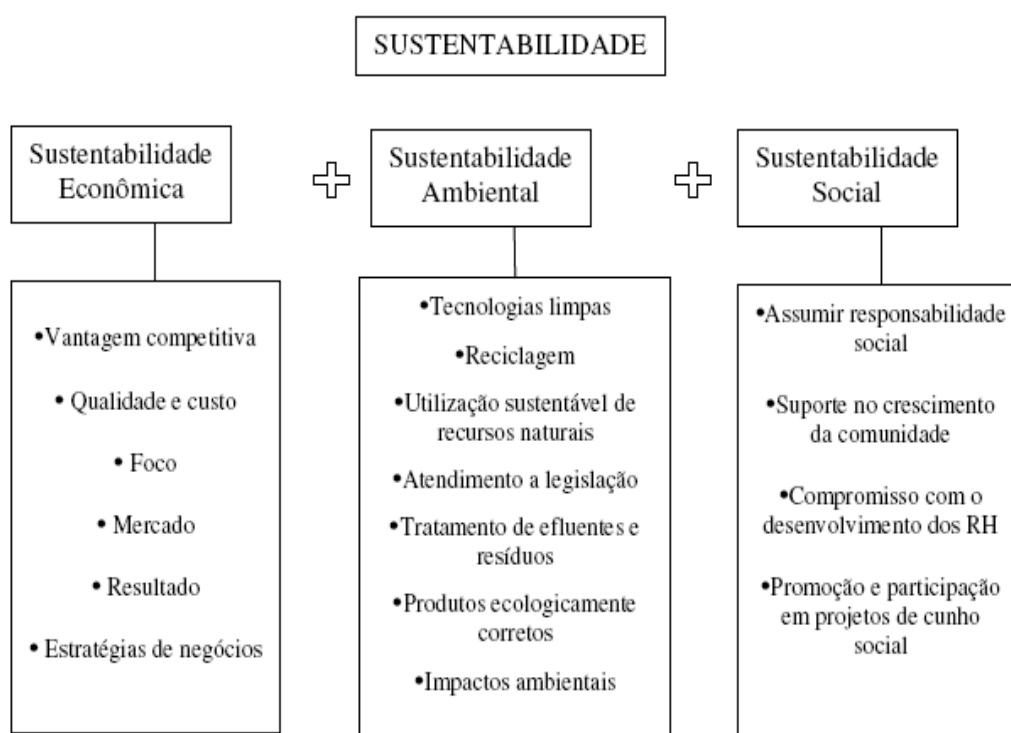 SUSTENTABILIDADE
Sustentabilidade
Econômica
Sustentabilidade
Ambiental
Sustentabilidade
Social
•Vantagem competitiva
• Qualidade e custo
• Foco
• Mercado
• Resultado
• Estratégias de negócios
•Tecnologias limpas
•Reciclagem
•Utilização sustentável de
recursos naturais
•Atendimento a legislação
•Tratamento de efluentes e
resíduos
•Produtos ecologicamente
corretos
•Impactos ambientais
•Assumir responsabilidade
social
•Suporte no crescimento
da comunidade
•Compromisso com o
desenvolvimento dos RH
•Promoção e participação
em projetos de cunho
social